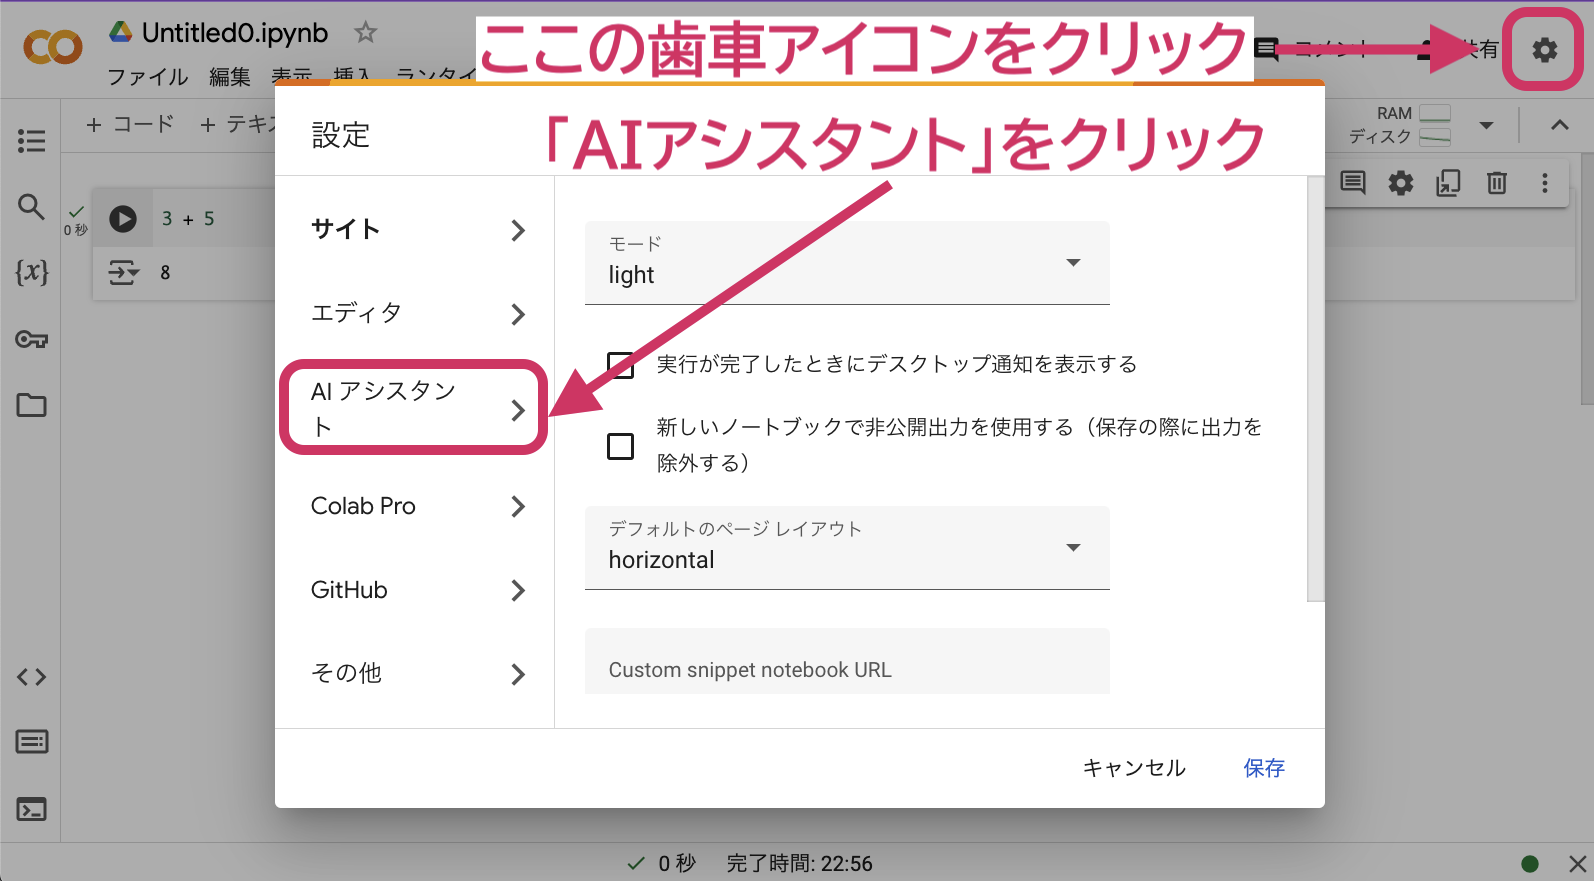 Untitled0.ipynb
ここの歯車アイコンをクリック
コメント
共有
ファイル 編集 表示 挿入 ランタイ
+ コード + テキス
RAM
ディスク
設定
「AIアシスタント」をクリック
0 秒
3 + 5
8
{x}
サイト
エディタ
AI アシスタン
ト
Colab Pro
GitHub
その他
モード
light
実行が完了したときにデスクトップ通知を表示する
新しいノートブックで非公開出力を使用する（保存の際に出力を
除外する）
デフォルトのページ レイアウト
horizontal
Custom snippet notebook URL
キャンセル
保存
0 秒 完了時間: 22:56